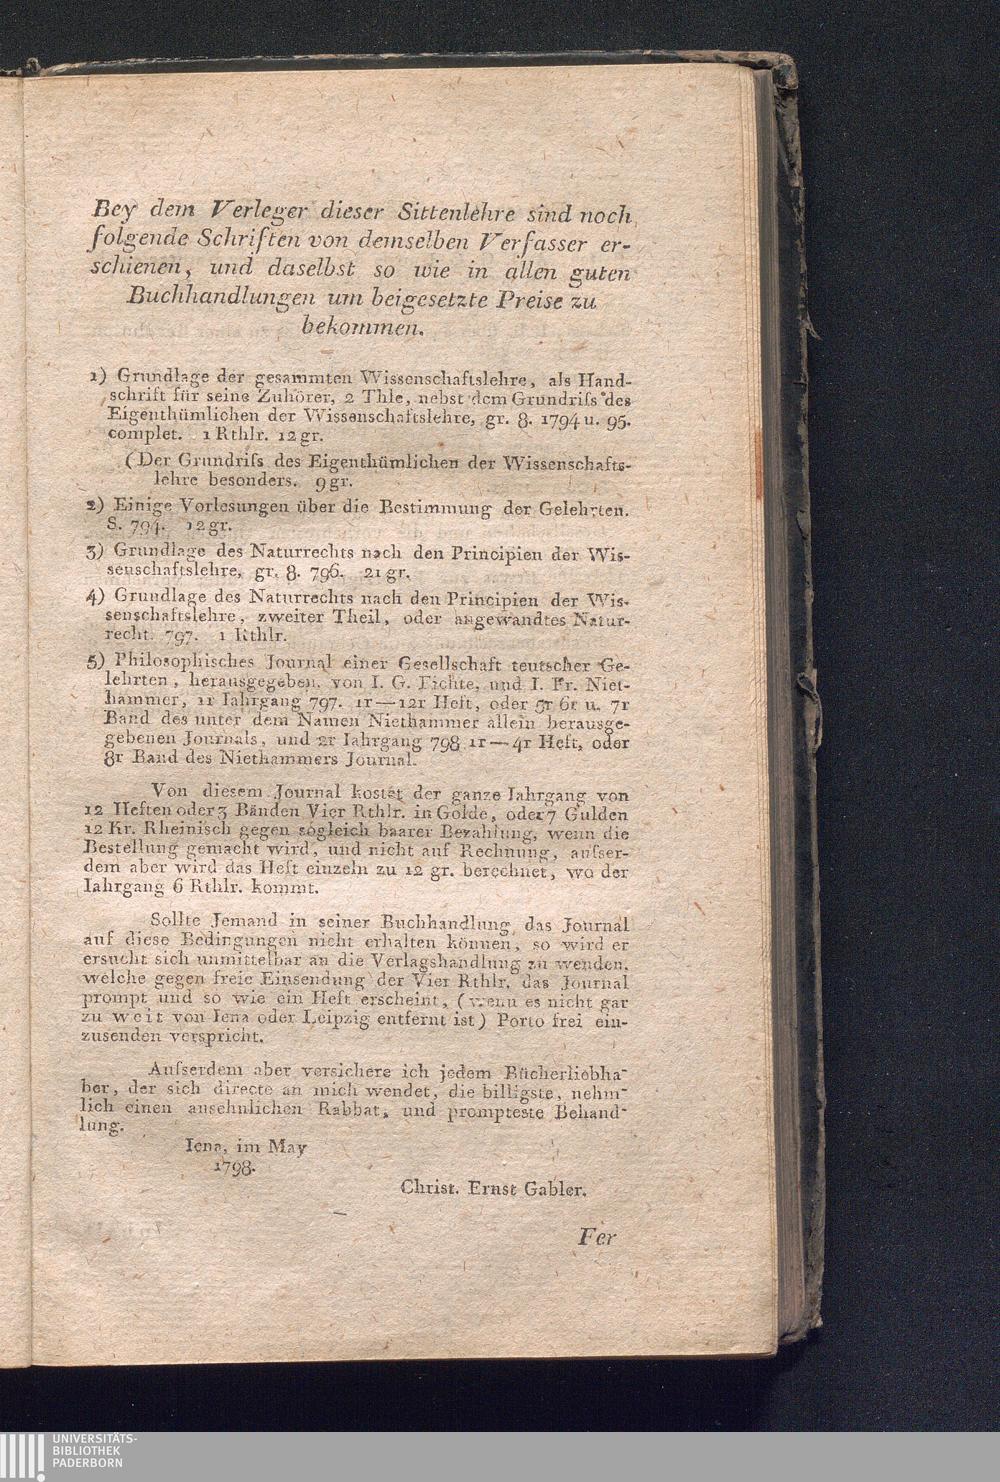 Bey dem Verleger dieser Sittenlehre sind noch
folgende Schriften von demselben Verfasser er-
schienen, und daselbst so wie in allen guten
Buchhandlungen um beigesetzte Preise zu
bekommen.
1) Grundlage der gesammten Wissenschaftslehre, als Hand-
schrift für seine Zuhörer, 2 Thle, nebst dem Grundriſs des
Eigenthümlichen der Wissenschaftslehre, gr. 8. 1794 u. 95.
complet. 1 Rthlr. 12 gr.
(Der Grundriſs des Eigenthümlichen der Wissenschafts-
lehre besonders. 9 gr.
2) Einige Vorlesungen über die Bestimmung der Gelehrten.
8. 794. 12 gr.
3) Grundlage des Naturrechts nach den Principien der Wis-
senschaftslehre, gr. 8. 796. 21 gr.
4) Grundlage des Naturrechts nach den Principien der Wis-
senschaftslehre, zweiter Theil, oder angewandtes Natur-
recht. 797. 1 Rthlr.
5) Philosophisches Journal einer Gesellschaft teutscher Ge-
lehrten, herausgegeben von I. G. Fichte, und I. Fr. Niet-
hammer, 1r Iahrgang 797. 1r—12r Heft, oder 5r 6r u. 7r
Band des unter dem Namen Niethammer allein herausge-
gebenen Journals, und 2r Iahrgang 798 1r—4r Heft, oder
8r Band des Niethammers Journal.
Von diesem Journal kostet der ganze Iahrgang von
12 Heften oder 3 Bänden Vier Rthlr. in Golde, oder 7 Gulden
12 Kr. Rheinisch gegen sogleich baarer Bezahlung, wenn die
Bestellung gemacht wird, und nicht auf Rechnung, auſser-
dem aber wird das Heft einzeln zu 12 gr. berechnet, wo der
Iahrgang 6 Rthlr. kommt.
Sollte Jemand in seiner Buchhandlung das Journal
auf diese Bedingungen nicht erhalten können, so wird er
ersucht sich unmittelbar an die Verlagshandlung zu wenden,
welche gegen freie Einsendung der Vier Rthlr. das Journal
prompt und so wie ein Heft erscheint, (wenn es nicht gar
zu weit von Iena oder Leipzig entfernt ist) Porto frei ein-
zusenden verspricht.
Auſserdem aber versichere ich jedem Bücherliebha-
ber, der sich directe an mich wendet, die billigste, nehm-
lich einen ansehnlichen Rabbat, und prompteste Behand-
lung.
Iena, im May
1798.
Christ. Ernst Gabler.
Fer
UNIVERSITÄTS-
BIBLIOTHEK
PADERBORN